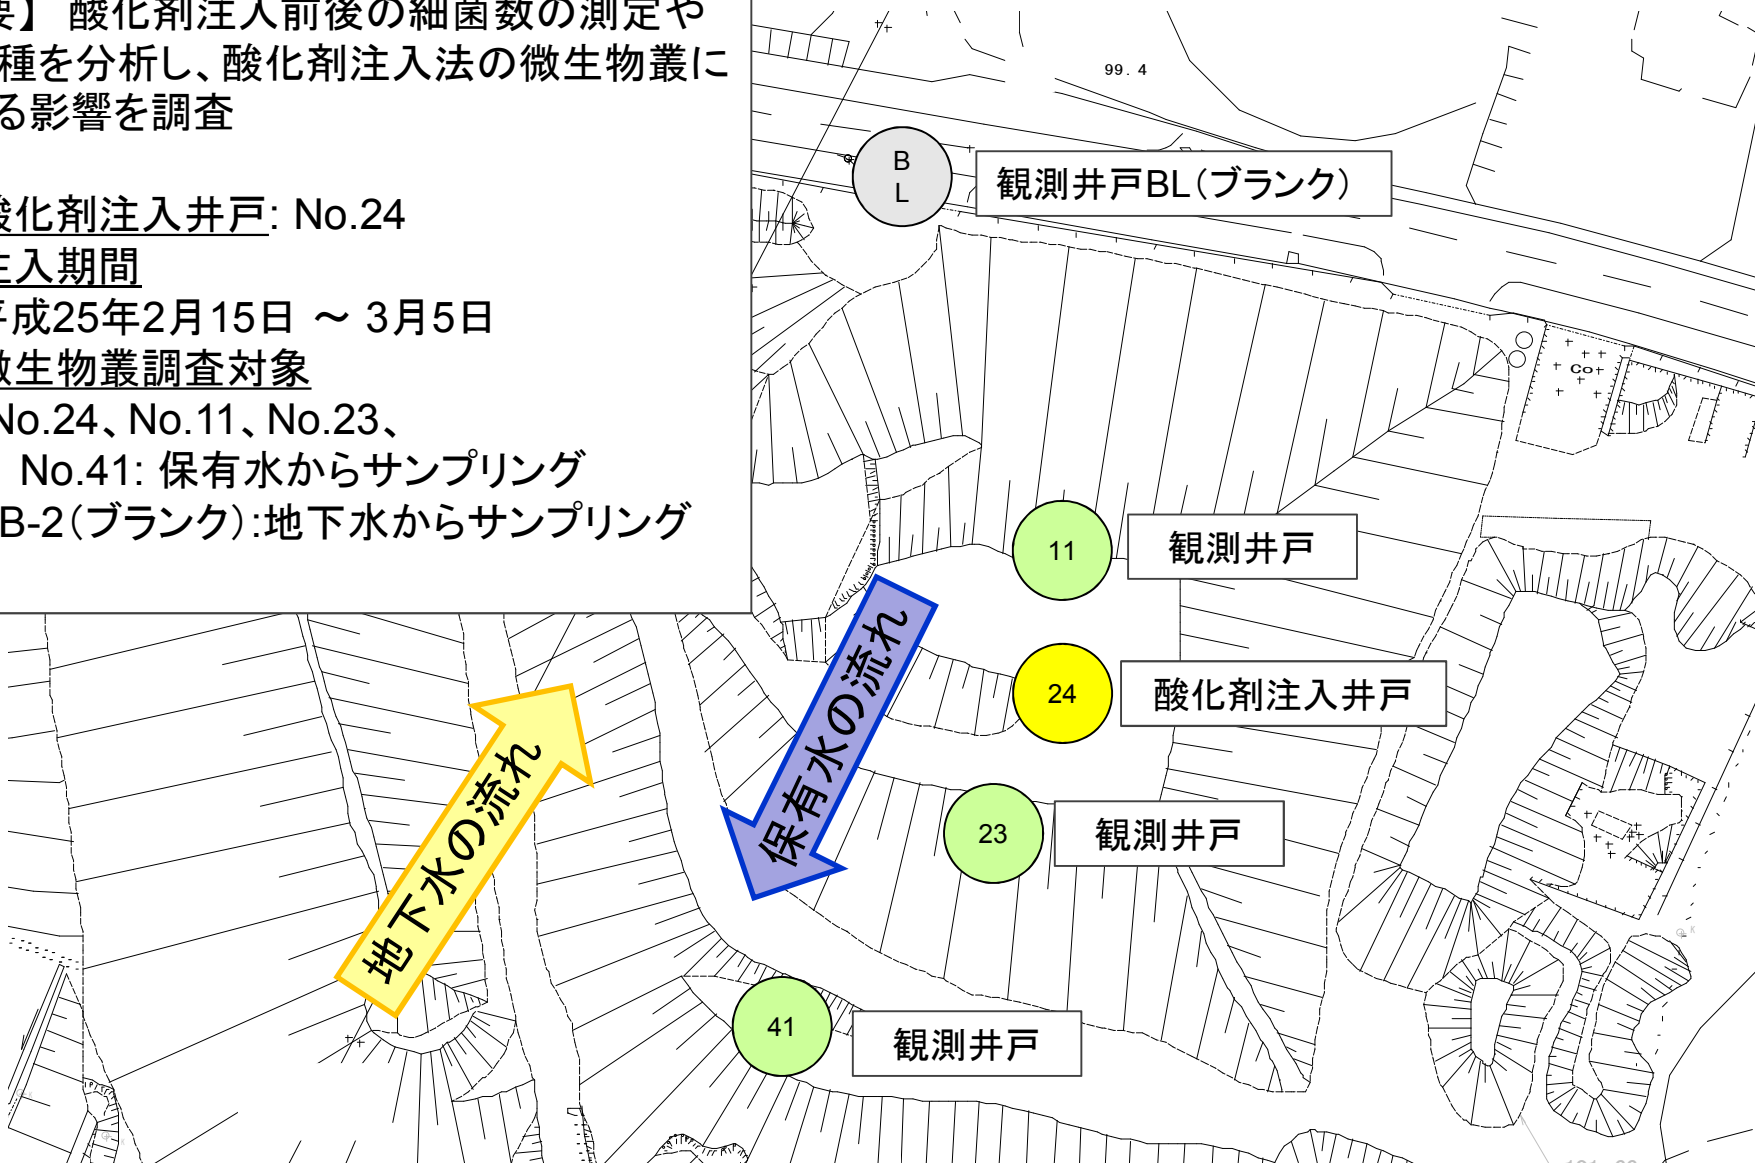 要】 酸化剤注入前後の細菌数の測定や
種を分析し、酸化剤注入法の微生物叢に
る影響を調査
酸化剤注入井戸: No.24
注入期間
平成25年2月15日 ～ 3月5日
微生物叢調査対象
No.24、No.11、No.23、
No.41: 保有水からサンプリング
B-2（ブランク）:地下水からサンプリング
99.4
B
L
観測井戸BL（ブランク）
Co
11
観測井戸
24
酸化剤注入井戸
保有水の流れ
地下水の流れ
23
観測井戸
41
観測井戸